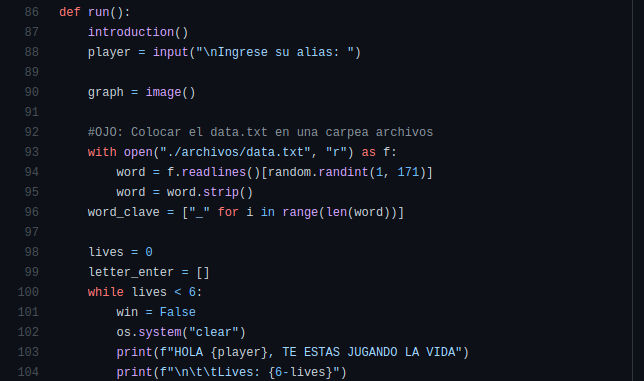 86 def run():
87     introduction()
88     player = input("\nIngrese su alias: ")
89
90     graph = image()
91
92     #OJO: Colocar el data.txt en una carpea archivos
93     with open("./archivos/data.txt", "r") as f:
94         word = f.readlines()[random.randint(1, 171)]
95         word = word.strip()
96     word_clave = ["_" for i in range(len(word))]
97
98     lives = 0
99     letter_enter = []
100     while lives < 6:
101         win = False
102         os.system("clear")
103         print(f"HOLA {player}, TE ESTAS JUGANDO LA VIDA")
104         print(f"\n\t\tLives: {6-lives}")